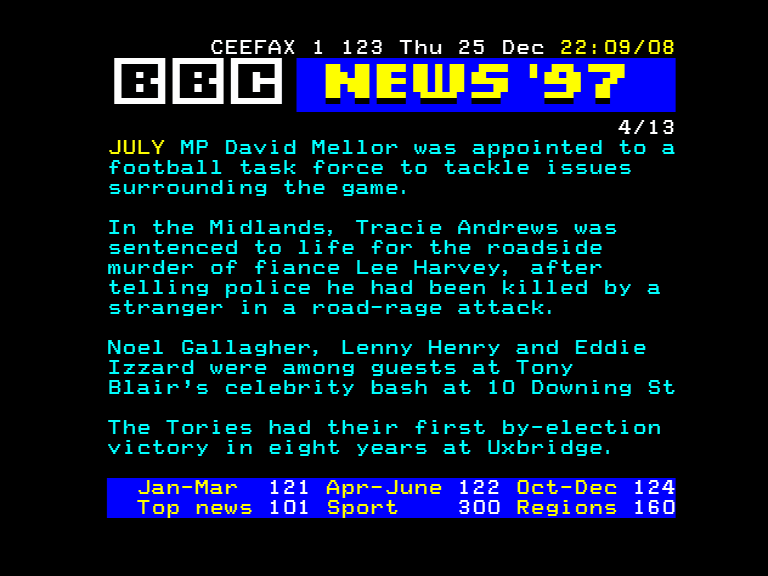 CEEFAX 1 123 Thu 25 Dec 22:09/08
BBC NEWS '97
4/13
JULY MP David Mellor was appointed to a
football task force to tackle issues
surrounding the game.
In the Midlands, Tracie Andrews was
sentenced to life for the roadside
murder of fiance Lee Harvey, after
telling police he had been killed by a
stranger in a road-rage attack.
Noel Gallagher, Lenny Henry and Eddie
Izzard were among guests at Tony
Blair's celebrity bash at 10 Downing St
The Tories had their first by-election
victory in eight years at Uxbridge.
Jan-Mar 121 Apr-June 122 Oct-Dec 124
Top news 101 Sport 300 Regions 160